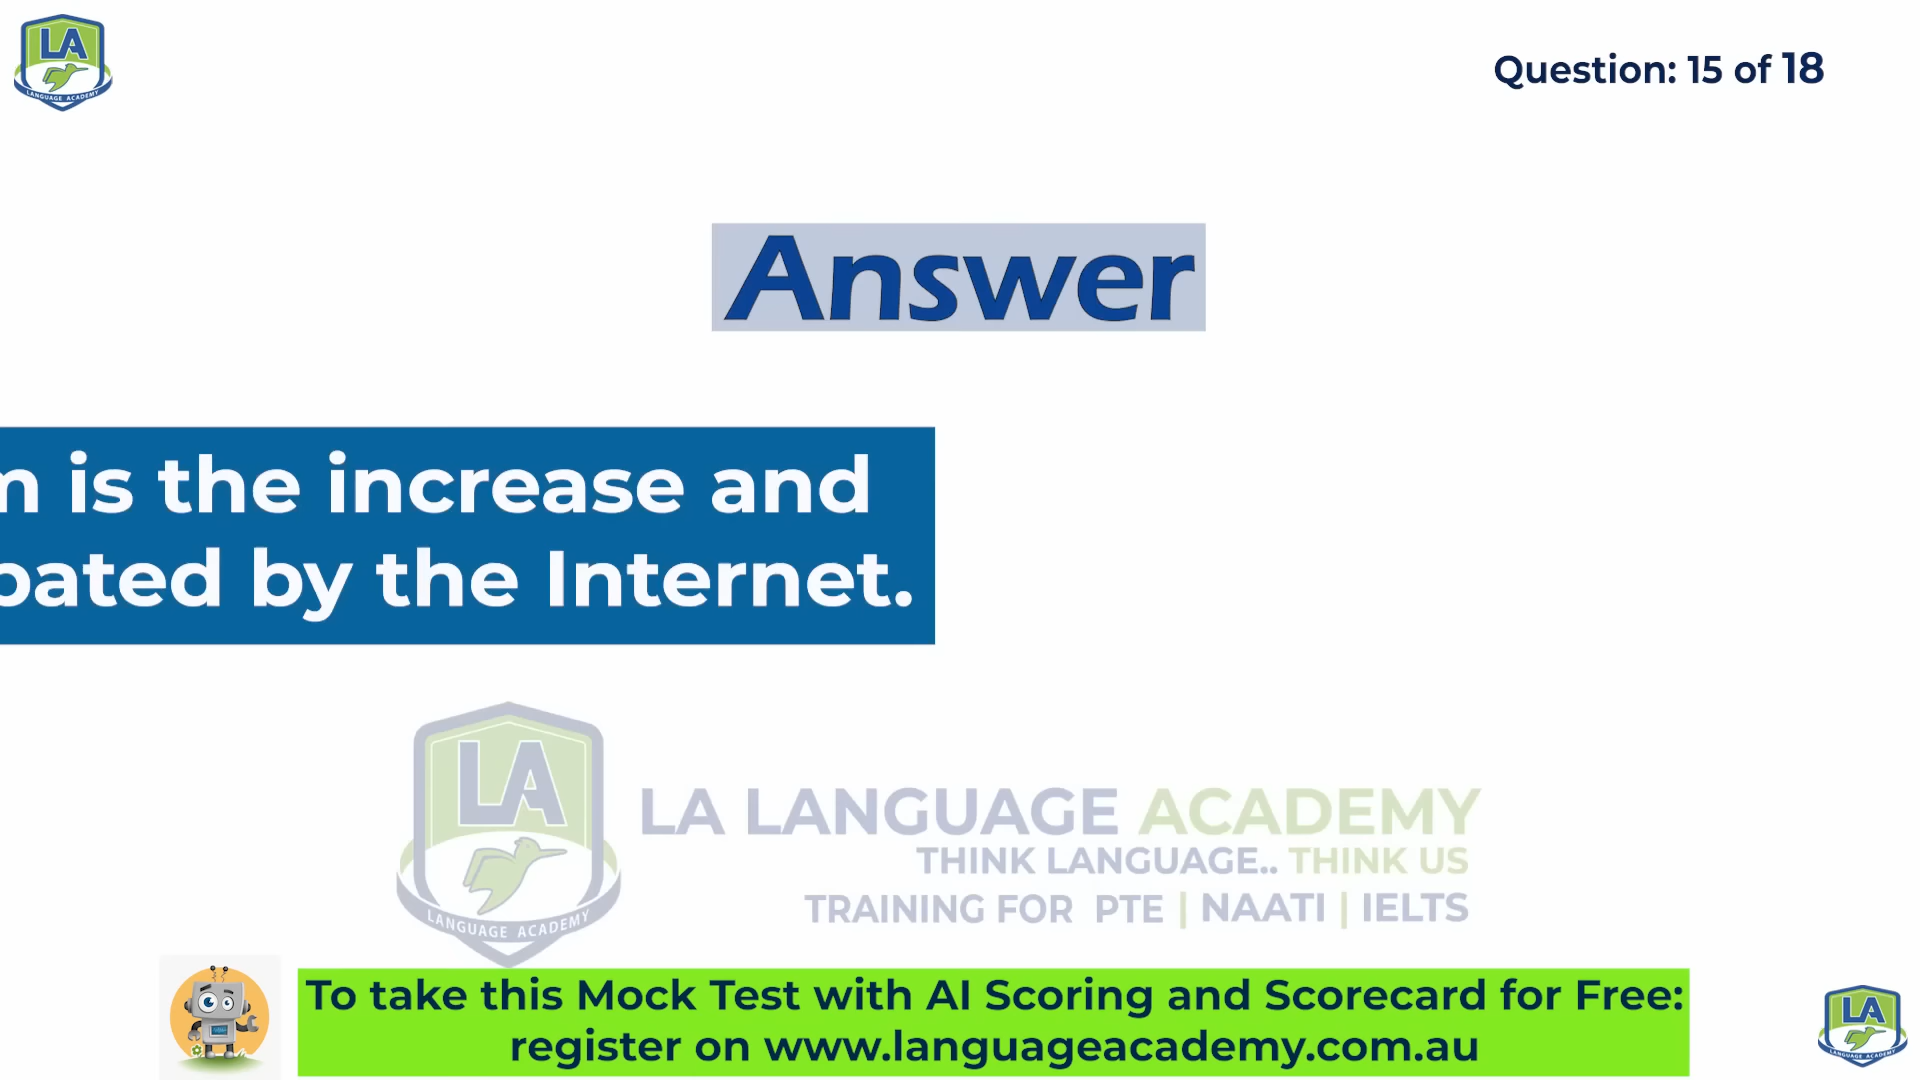 LA
LANGUAGE ACADEMY
Question: 15 of 18
Answer
is the increase and
by the Internet.
LA
LANGUAGE ACADEMY
LA LANGUAGE ACADEMY
THINK LANGUAGE.. THINK US
TRAINING FOR PTE | NAATI | IELTS
To take this Mock Test with AI Scoring and Scorecard for Free:
register on www.languageacademy.com.au
LA
LANGUAGE ACADEMY